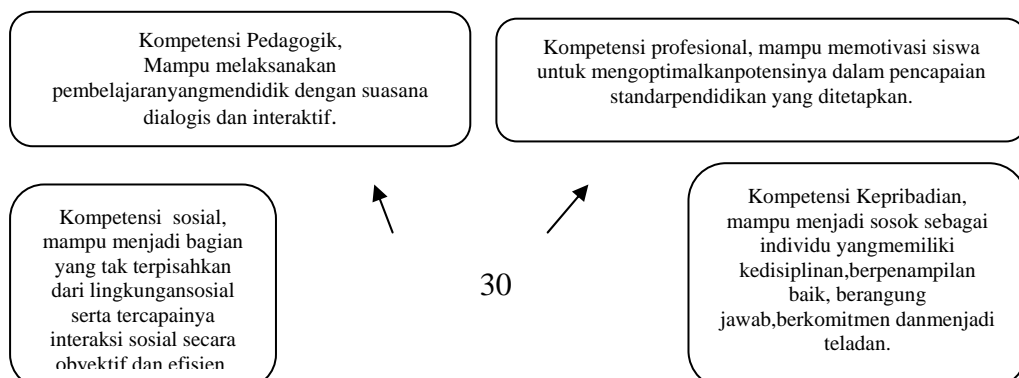 Kompetensi Pedagogik,
Mampu melaksanakan
pembelajaranyangmendidik dengan suasana
dialogis dan interaktif.
Kompetensi profesional, mampu memotivasi siswa
untuk mengoptimalkanpotensinya dalam pencapaian
standarpendidikan yang ditetapkan.
Kompetensi sosial,
mampu menjadi bagian
yang tak terpisahkan
dari lingkungansosial
serta tercapainya
interaksi sosial secara
obyektif dan efisien
Kompetensi Kepribadian,
mampu menjadi sosok sebagai
individu yangmemiliki
kedisiplinan,berpenampilan
baik, berangung
jawab,berkomitmen danmenjadi
teladan.
30